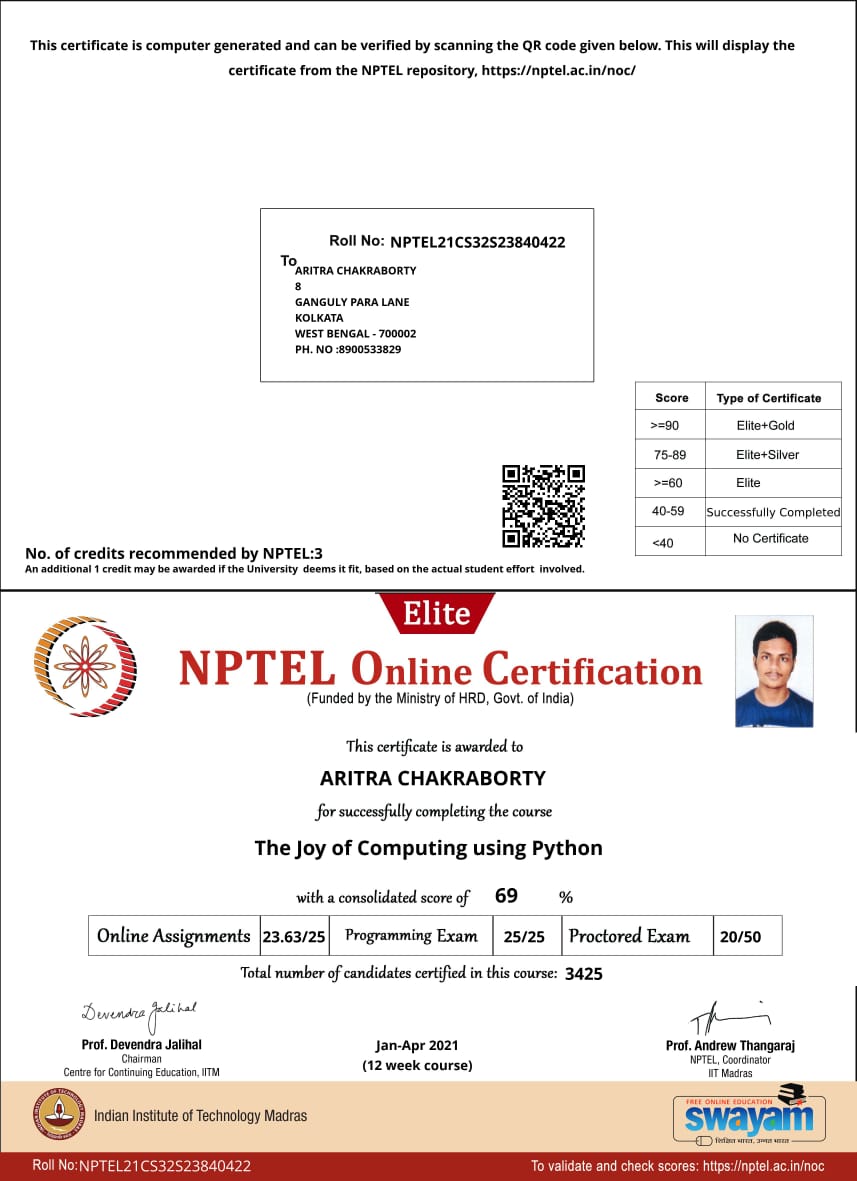 This certificate is computer generated and can be verified by scanning the QR code given below. This will display the
certificate from the NPTEL repository, https://nptel.ac.in/noc/
Roll No: NPTEL21CS32S23840422
To
ARITRA CHAKRABORTY
8
GANGULY PARA LANE
KOLKATA
WEST BENGAL - 700002
PH. NO :8900533829
Score Type of Certificate
>=90 Elite+Gold
75-89 Elite+Silver
>=60 Elite
40-59 Successfully Completed
<40 No Certificate
No. of credits recommended by NPTEL:3
An additional 1 credit may be awarded if the University deems it fit, based on the actual student effort involved.
Elite
NPTEL Online Certification
(Funded by the Ministry of HRD, Govt. of India)
This certificate is awarded to
ARITRA CHAKRABORTY
for successfully completing the course
The Joy of Computing using Python
with a consolidated score of 69 %
Online Assignments 23.63/25 Programming Exam 25/25 Proctored Exam 20/50
Total number of candidates certified in this course: 3425
Devendra Jalihal
Prof. Devendra Jalihal
Chairman
Centre for Continuing Education, IITM
Jan-Apr 2021
(12 week course)
Prof. Andrew Thangaraj
NPTEL, Coordinator
IIT Madras
Indian Institute of Technology Madras
FREE ONLINE EDUCATION
swayam
शिक्षित भारत, उन्नत भारत
Roll No:NPTEL21CS32S23840422
To validate and check scores: https://nptel.ac.in/noc